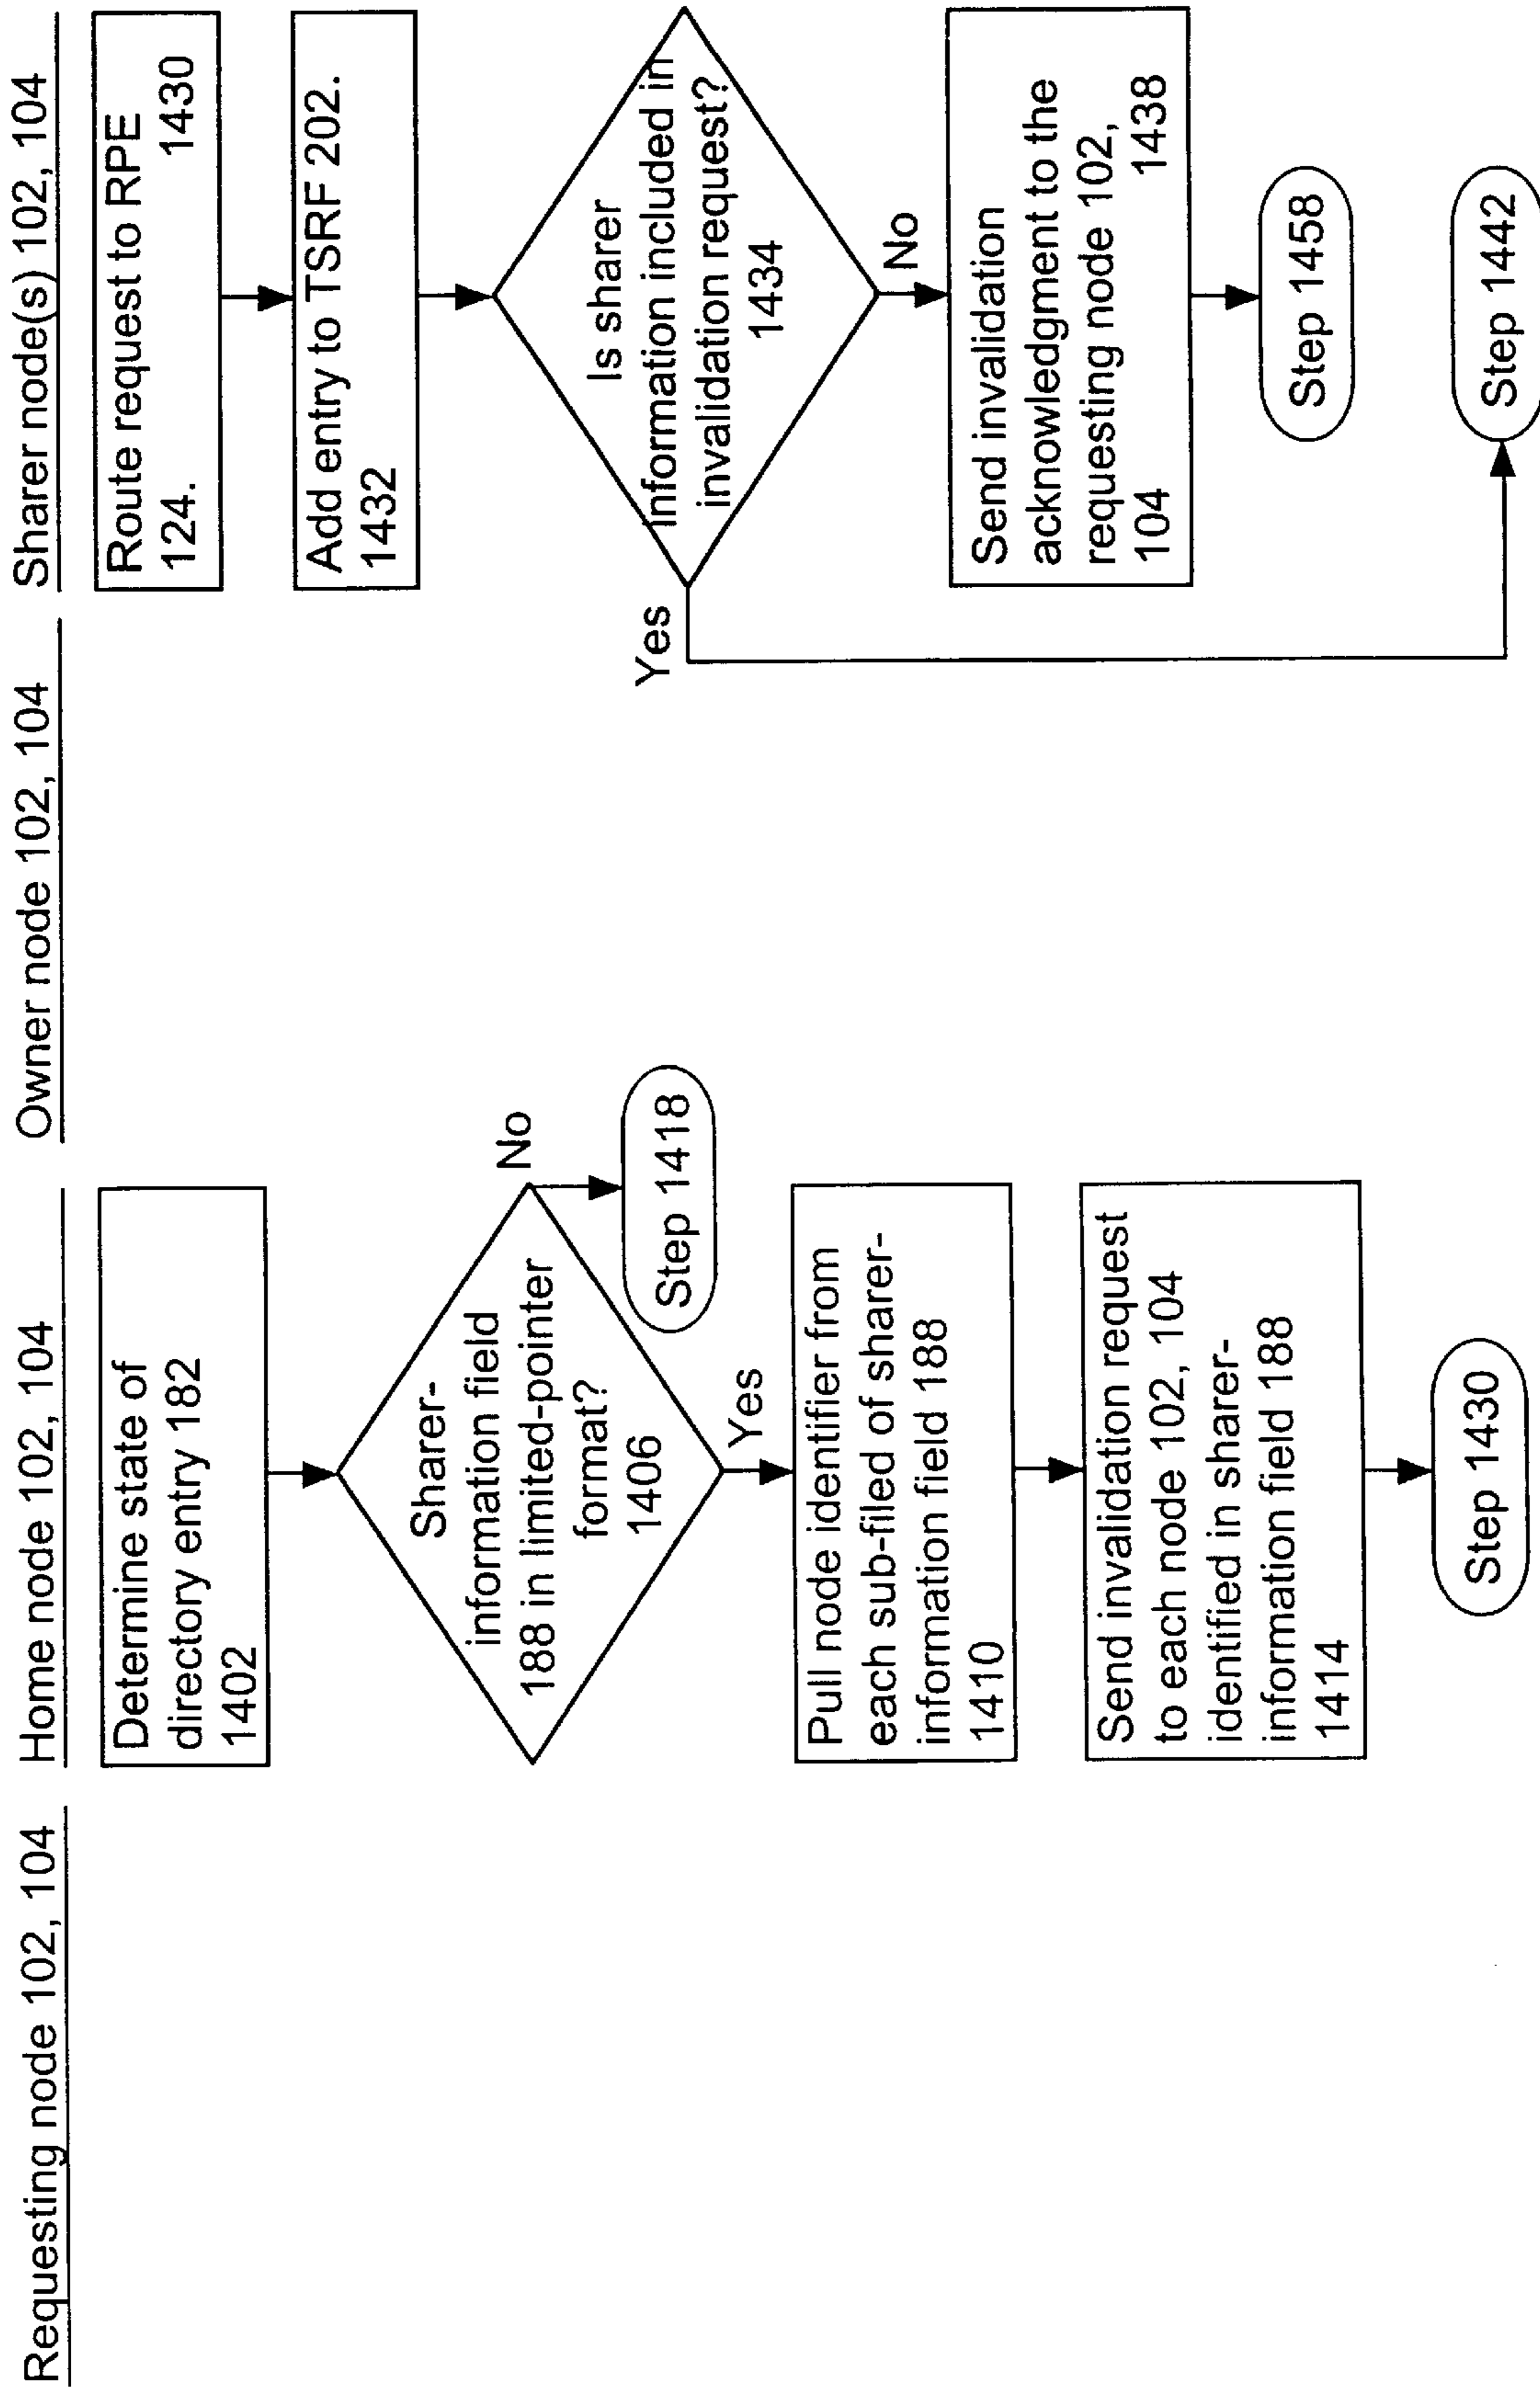 Requesting node 102, 104
Home node 102, 104
Owner node 102, 104
Sharer node(s) 102, 104
Determine state of
directory entry 182
1402
Sharer-
information field
188 in limited-pointer
format?
1406
No
Step 1418
Yes
Pull node identifier from
each sub-filed of sharer-
information field 188
1410
Send invalidation request
to each node 102, 104
identified in sharer-
information field 188
1414
Step 1430
Route request to RPE
124. 1430
Add entry to TSRF 202.
1432
Is sharer
information included in
invalidation request?
1434
Yes
No
Send invalidation
acknowledgment to the
requesting node 102,
104 1438
Step 1458
Step 1442